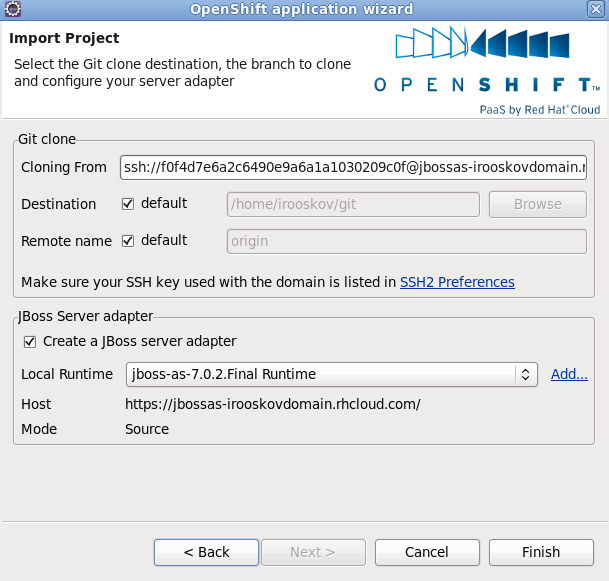 OpenShift application wizard
Import Project
Select the Git clone destination, the branch to clone
and configure your server adapter
OPENSHIFT™
PaaS by Red Hat® Cloud
Git clone
Cloning From ssh://f0f4d7e6a2c6490e9a6a1a1030209c0f@jbossas-irooskovdomain.r
Destination default /home/irooskov/git Browse
Remote name default origin
Make sure your SSH key used with the domain is listed in SSH2 Preferences
JBoss Server adapter
Create a JBoss server adapter
Local Runtime jboss-as-7.0.2.Final Runtime Add...
Host https://jbossas-irooskovdomain.rhcloud.com/
Mode Source
< Back Next > Cancel Finish